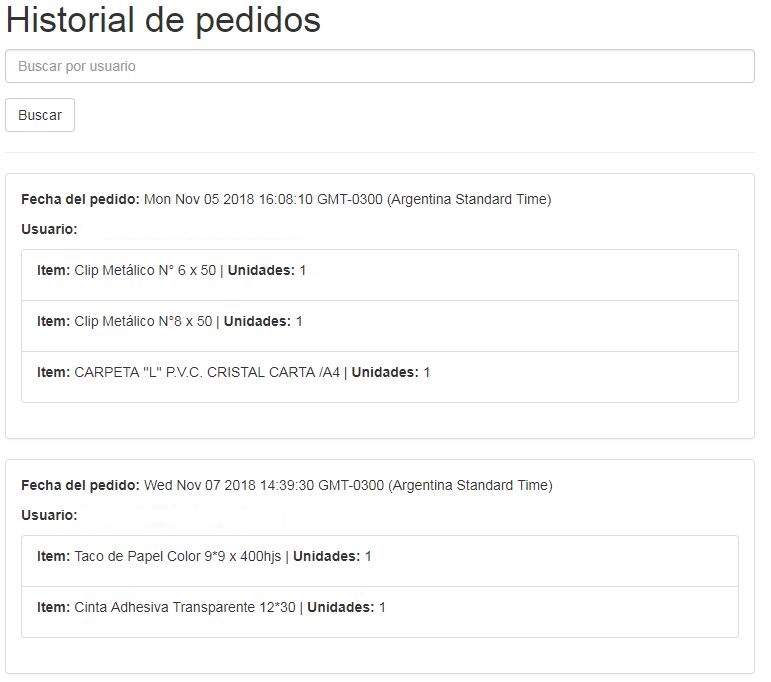 Historial de pedidos
Buscar por usuario
Buscar
Fecha del pedido: Mon Nov 05 2018 16:08:10 GMT-0300 (Argentina Standard Time)
Usuario:
Item: Clip Metálico N° 6 x 50 | Unidades: 1
Item: Clip Metálico N°8 x 50 | Unidades: 1
Item: CARPETA "L" P.V.C. CRISTAL CARTA /A4 | Unidades: 1
Fecha del pedido: Wed Nov 07 2018 14:39:30 GMT-0300 (Argentina Standard Time)
Usuario:
Item: Taco de Papel Color 9*9 x 400hjs | Unidades: 1
Item: Cinta Adhesiva Transparente 12*30 | Unidades: 1